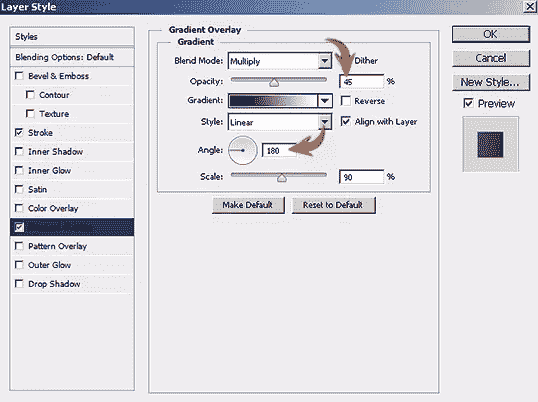 Layer Style
Styles
Blending Options: Default
Bevel & Emboss
Contour
Texture
Stroke
Inner Shadow
Inner Glow
Satin
Color Overlay
Pattern Overlay
Outer Glow
Drop Shadow
Gradient Overlay
Gradient
Blend Mode: Multiply Dither
Opacity: 45 %
Gradient: Reverse
Style: Linear Align with Layer
Angle: 180
Scale: 90 %
Make Default Reset to Default
OK
Cancel
New Style...
Preview